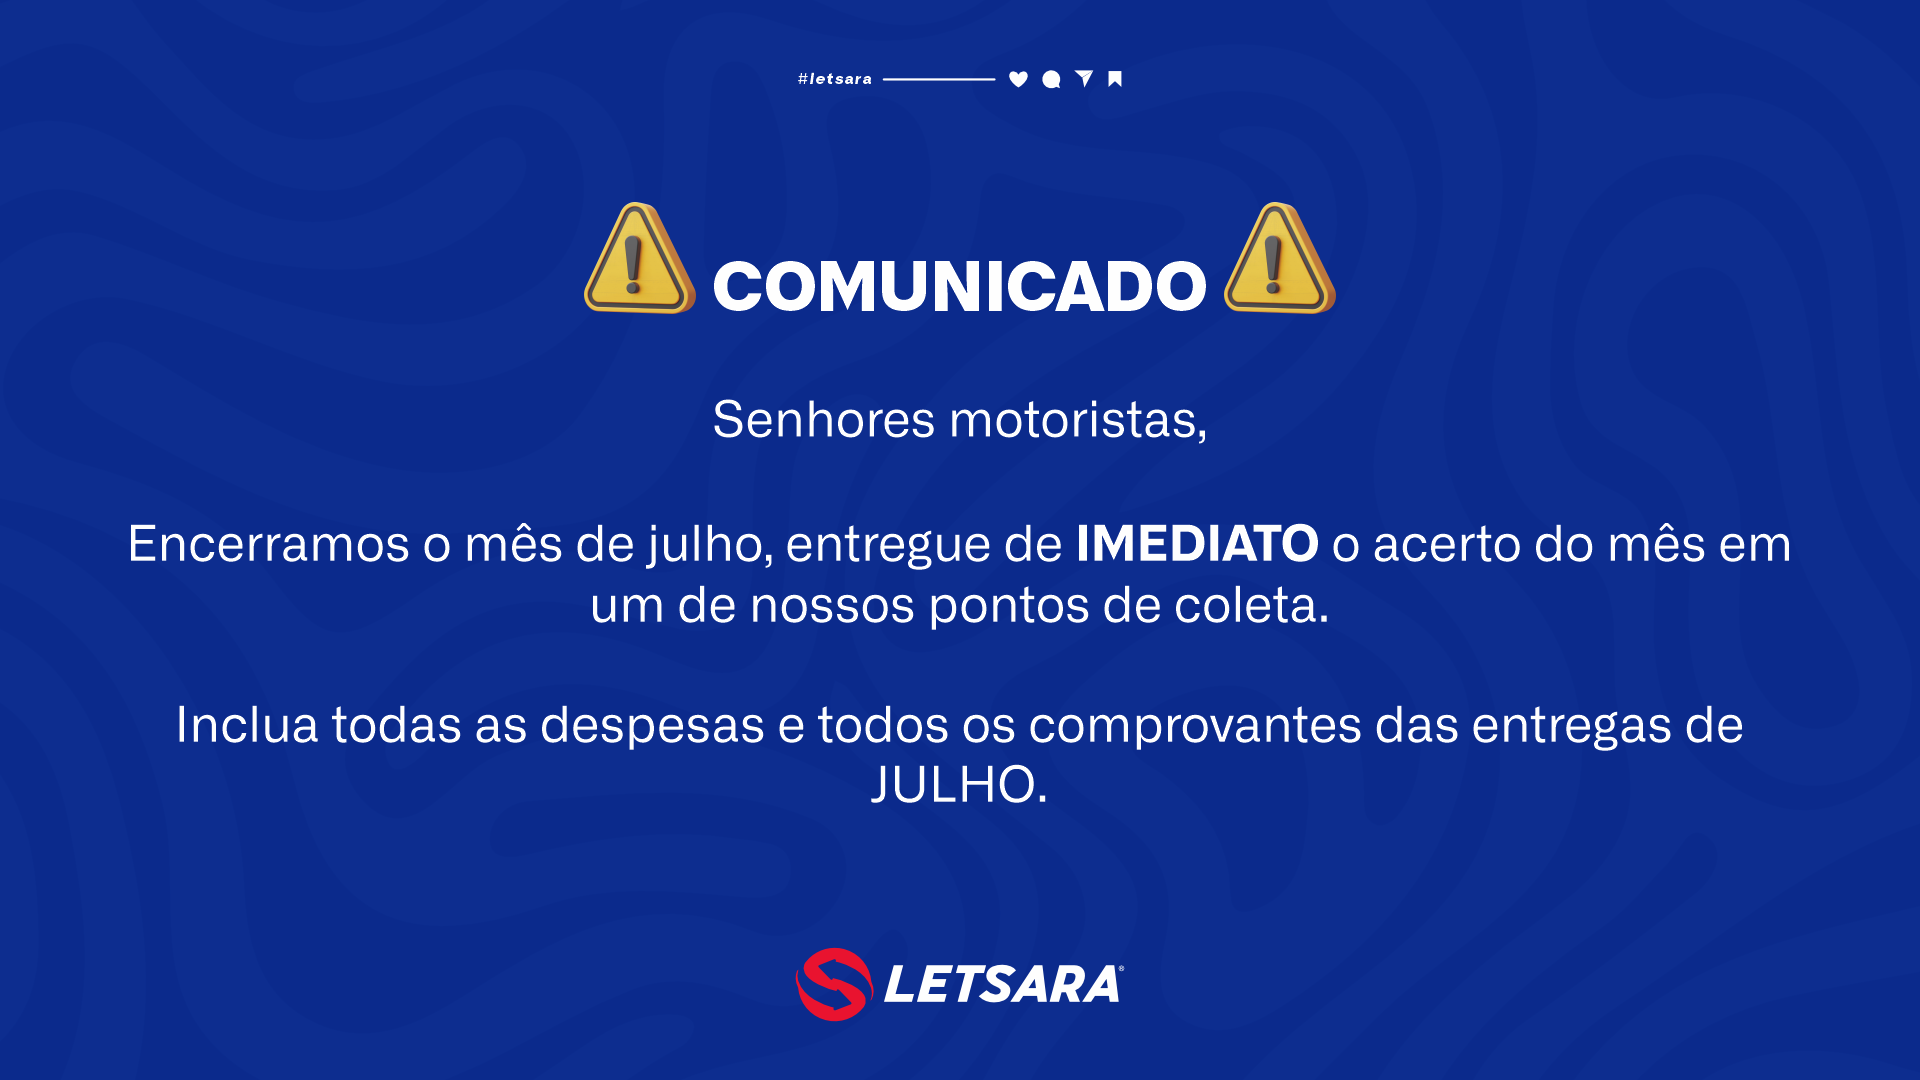 #letsara
COMUNICADO
Senhores motoristas,
Encerramos o mês de julho, entregue de IMEDIATO o acerto do mês em
um de nossos pontos de coleta.
Inclua todas as despesas e todos os comprovantes das entregas de
JULHO.
LETSARA®